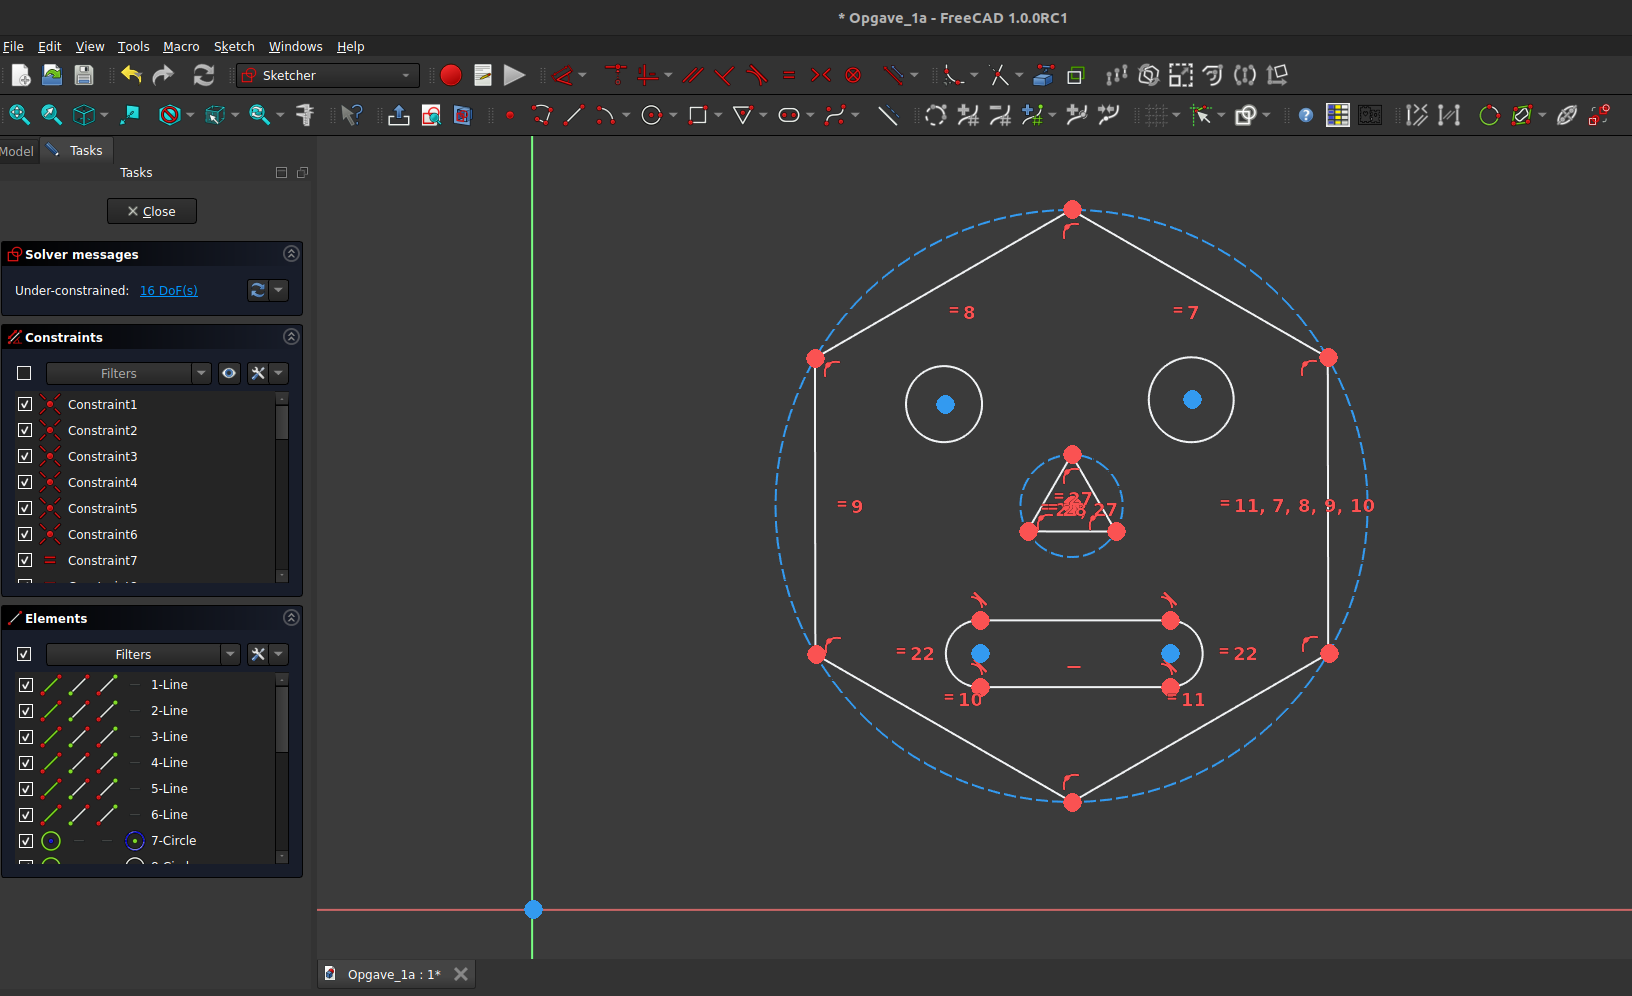 * Opgave_1a - FreeCAD 1.0.0RC1
File Edit View Tools Macro Sketch Windows Help
Sketcher
Model Tasks
Tasks
Close
Solver messages
Under-constrained: 16 DoF(s)
Constraints
Filters
Constraint1
Constraint2
Constraint3
Constraint4
Constraint5
Constraint6
Constraint7
Elements
Filters
1-Line
2-Line
3-Line
4-Line
5-Line
6-Line
7-Circle
= 8
= 7
= 9
= 11, 7, 8, 9, 10
= 27
= 22
= 22
= 10
= 11
Opgave_1a : 1*